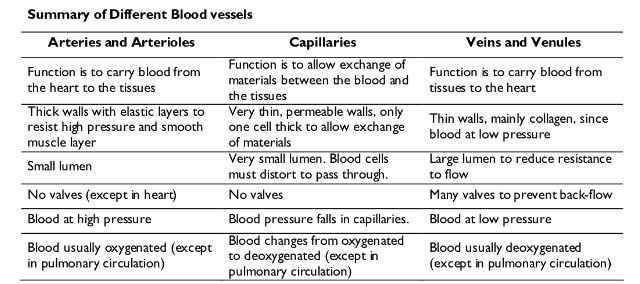 Summary of Different Blood vessels
Arteries and Arterioles
Capillaries
Veins and Venules
Function is to carry blood from
the heart to the tissues
Function is to allow exchange of
materials between the blood and
the tissues
Function is to carry blood from
tissues to the heart
Thick walls with elastic layers to
resist high pressure and smooth
muscle layer
Very thin, permeable walls, only
one cell thick to allow exchange
of materials
Thin walls, mainly collagen, since
blood at low pressure
Small lumen
Very small lumen. Blood cells
must distort to pass through.
Large lumen to reduce resistance
to flow
No valves (except in heart)
No valves
Many valves to prevent back-flow
Blood at high pressure
Blood pressure falls in capillaries.
Blood at low pressure
Blood usually oxygenated (except
in pulmonary circulation)
Blood changes from oxygenated
to deoxygenated (except in
pulmonary circulation)
Blood usually deoxygenated
(except in pulmonary circulation)